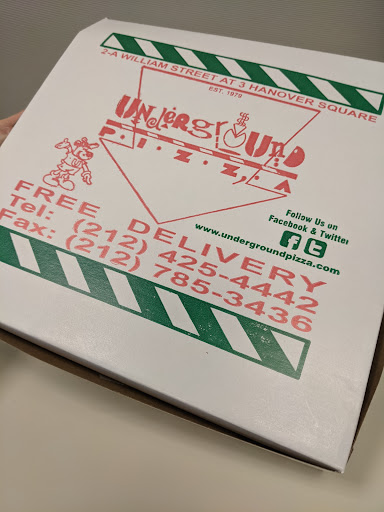 2-A WILLIAM STREET AT 3 HANOVER SQUARE
EST. 1979
UNDERGROUND
P.I.Z.Z.A
Follow Us on
Facebook & Twitter
www.undergroundpizza.com
FREE DELIVERY
Tel: (212) 425-4442
Fax: (212) 785-3436